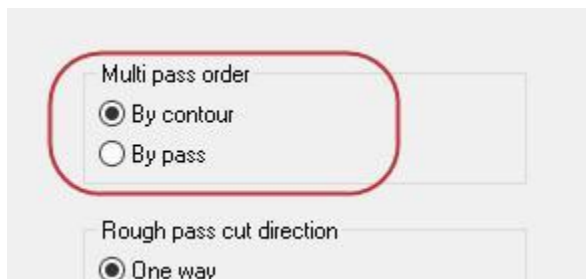 Multi pass order
By contour
By pass
Rough pass cut direction
One way